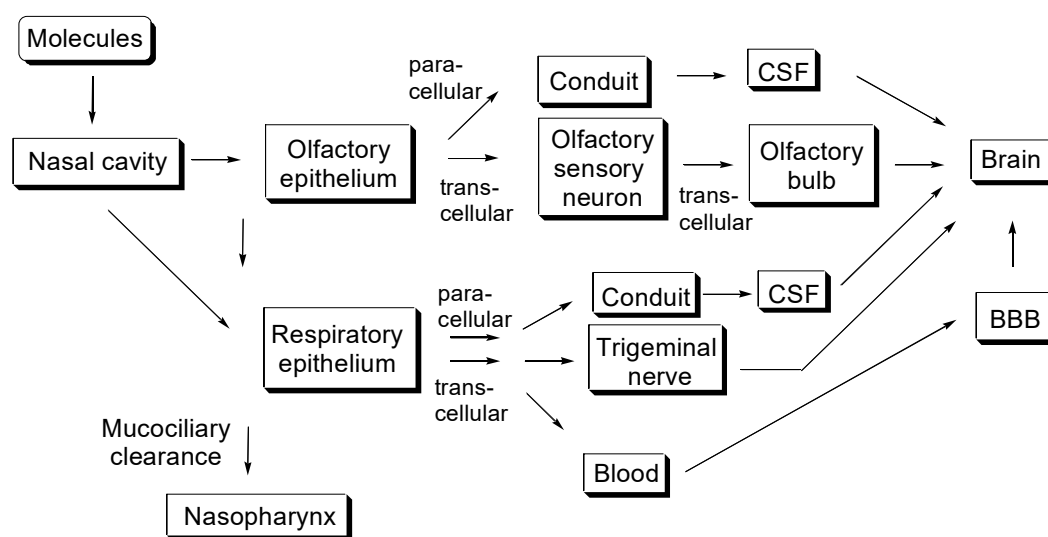 Molecules
Nasal cavity
Olfactory
epithelium
para-
cellular
trans-
cellular
Conduit
CSF
Olfactory
sensory
neuron
trans-
cellular
Olfactory
bulb
Brain
Respiratory
epithelium
para-
cellular
trans-
cellular
Conduit
CSF
Trigeminal
nerve
Blood
BBB
Mucociliary
clearance
Nasopharynx